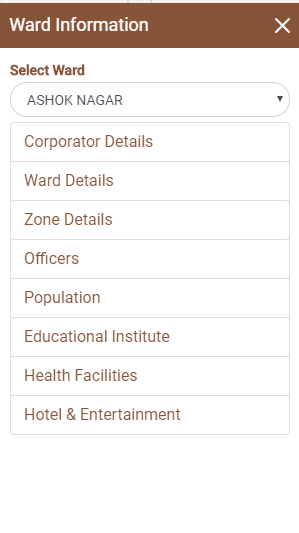 Ward Information
Select Ward
ASHOK NAGAR
Corporator Details
Ward Details
Zone Details
Officers
Population
Educational Institute
Health Facilities
Hotel & Entertainment